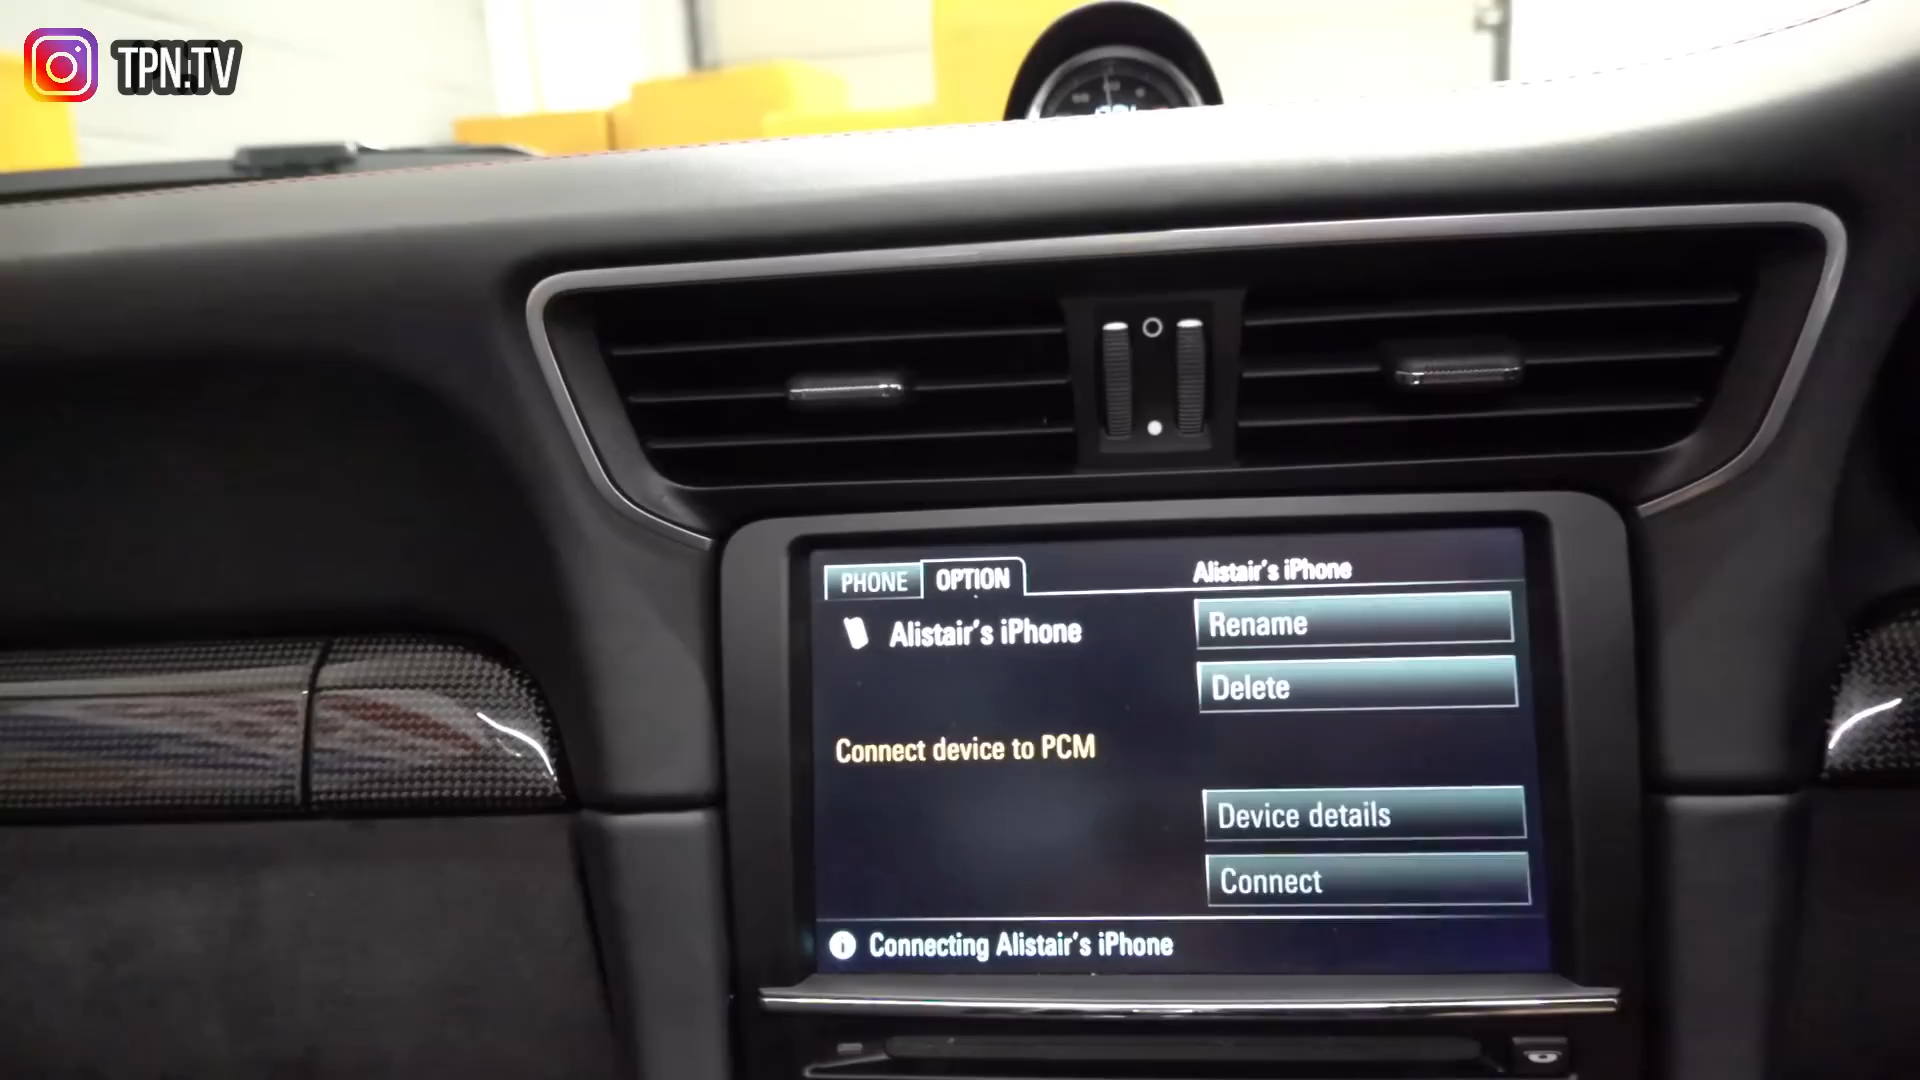 TPN.TV
PHONE OPTION
Alistair's iPhone
Alistair's iPhone
Rename
Delete
Connect device to PCM
Device details
Connect
Connecting Alistair's iPhone